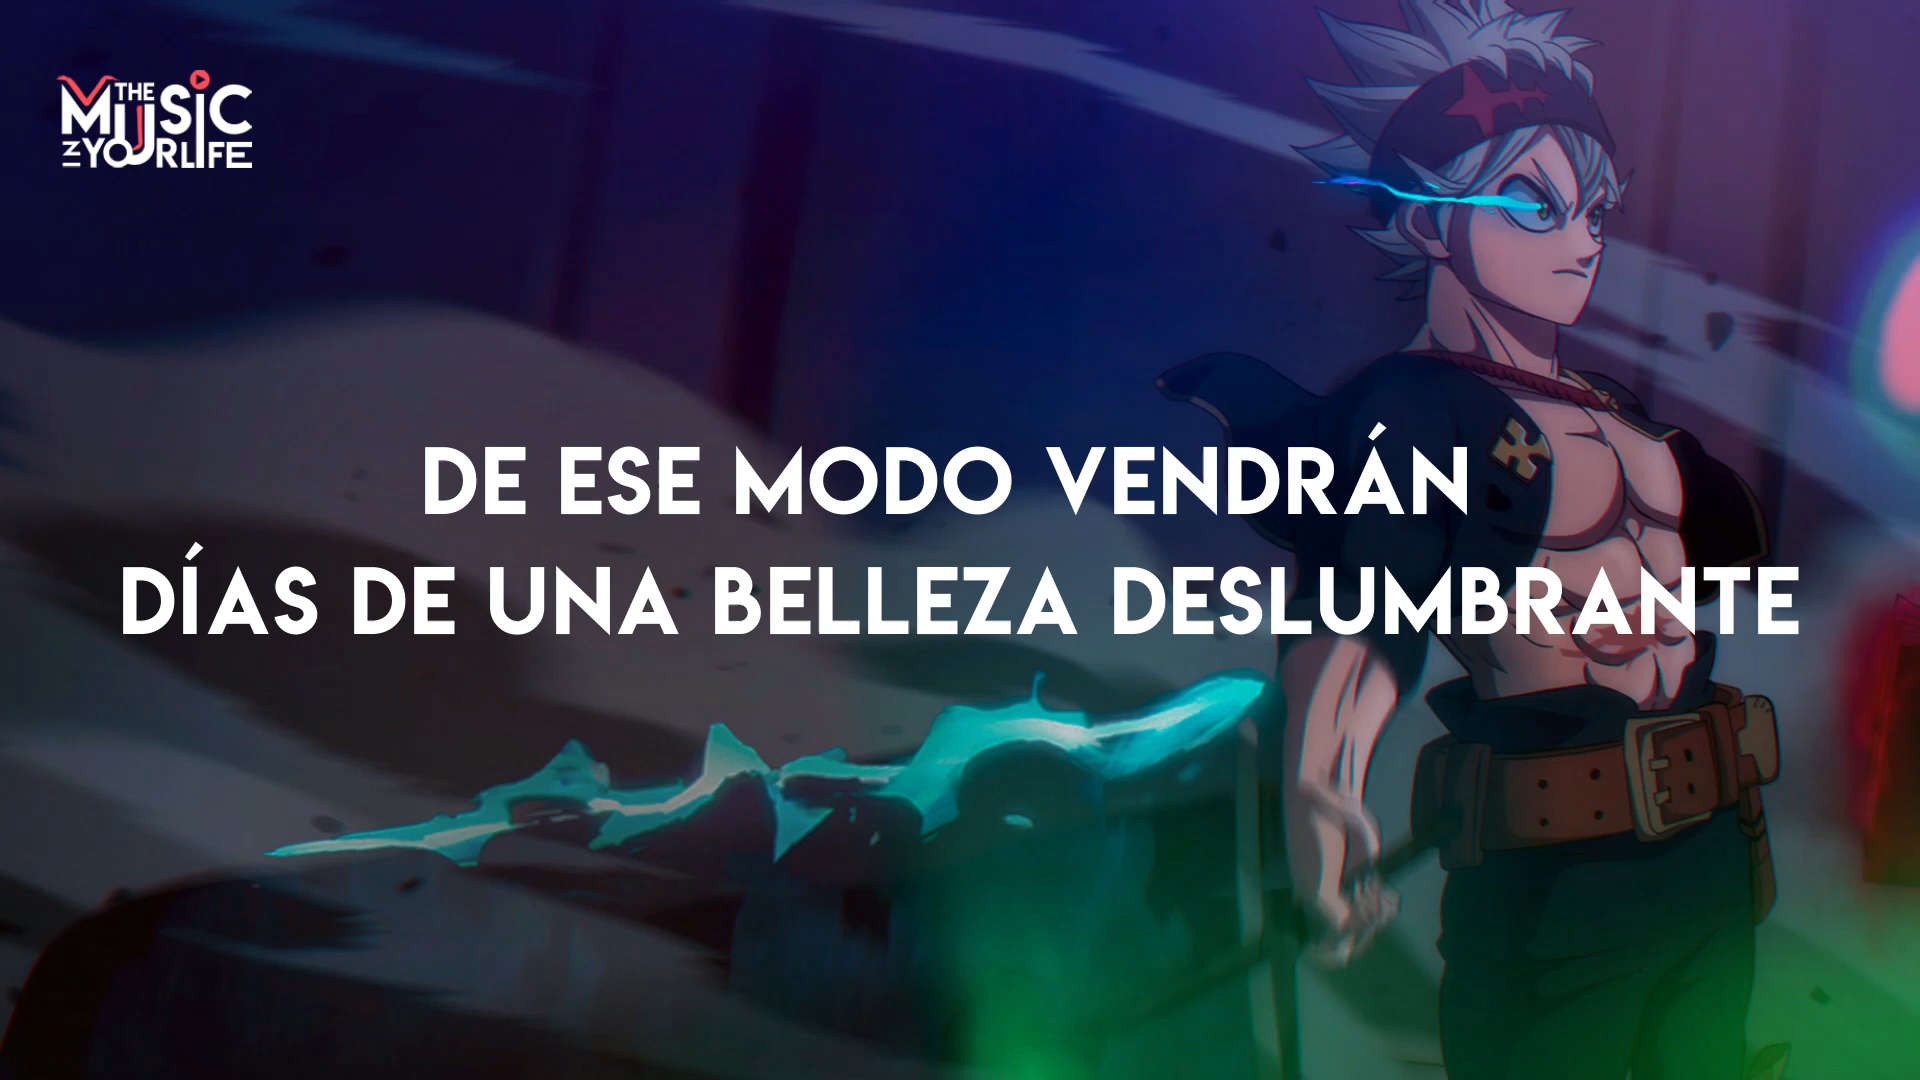 THE
MUSIC
IN YOUR LIFE
DE ESE MODO VENDRÁN
DÍAS DE UNA BELLEZA DESLUMBRANTE